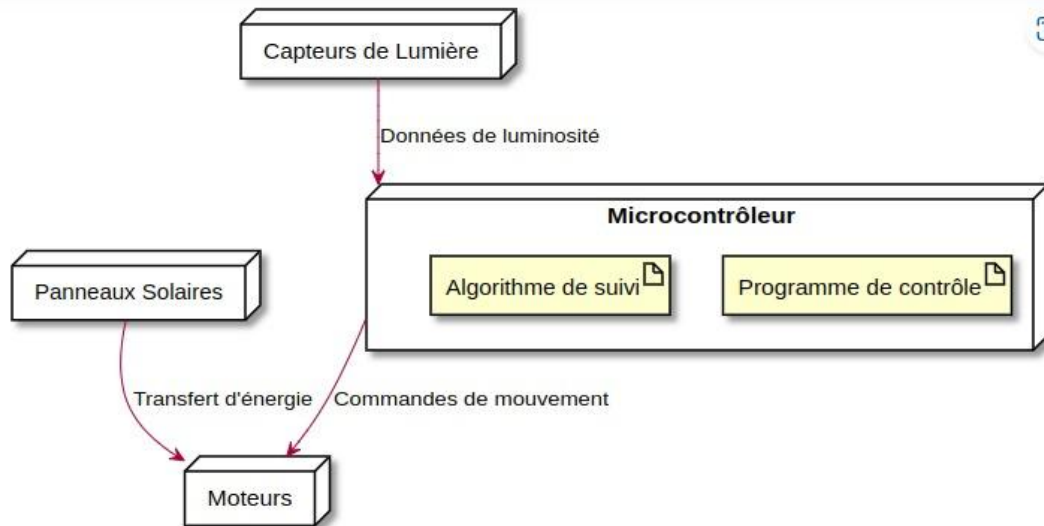 Capteurs de Lumière
Données de luminosité
Microcontrôleur
Algorithme de suivi
Programme de contrôle
Panneaux Solaires
Transfert d'énergie
Commandes de mouvement
Moteurs